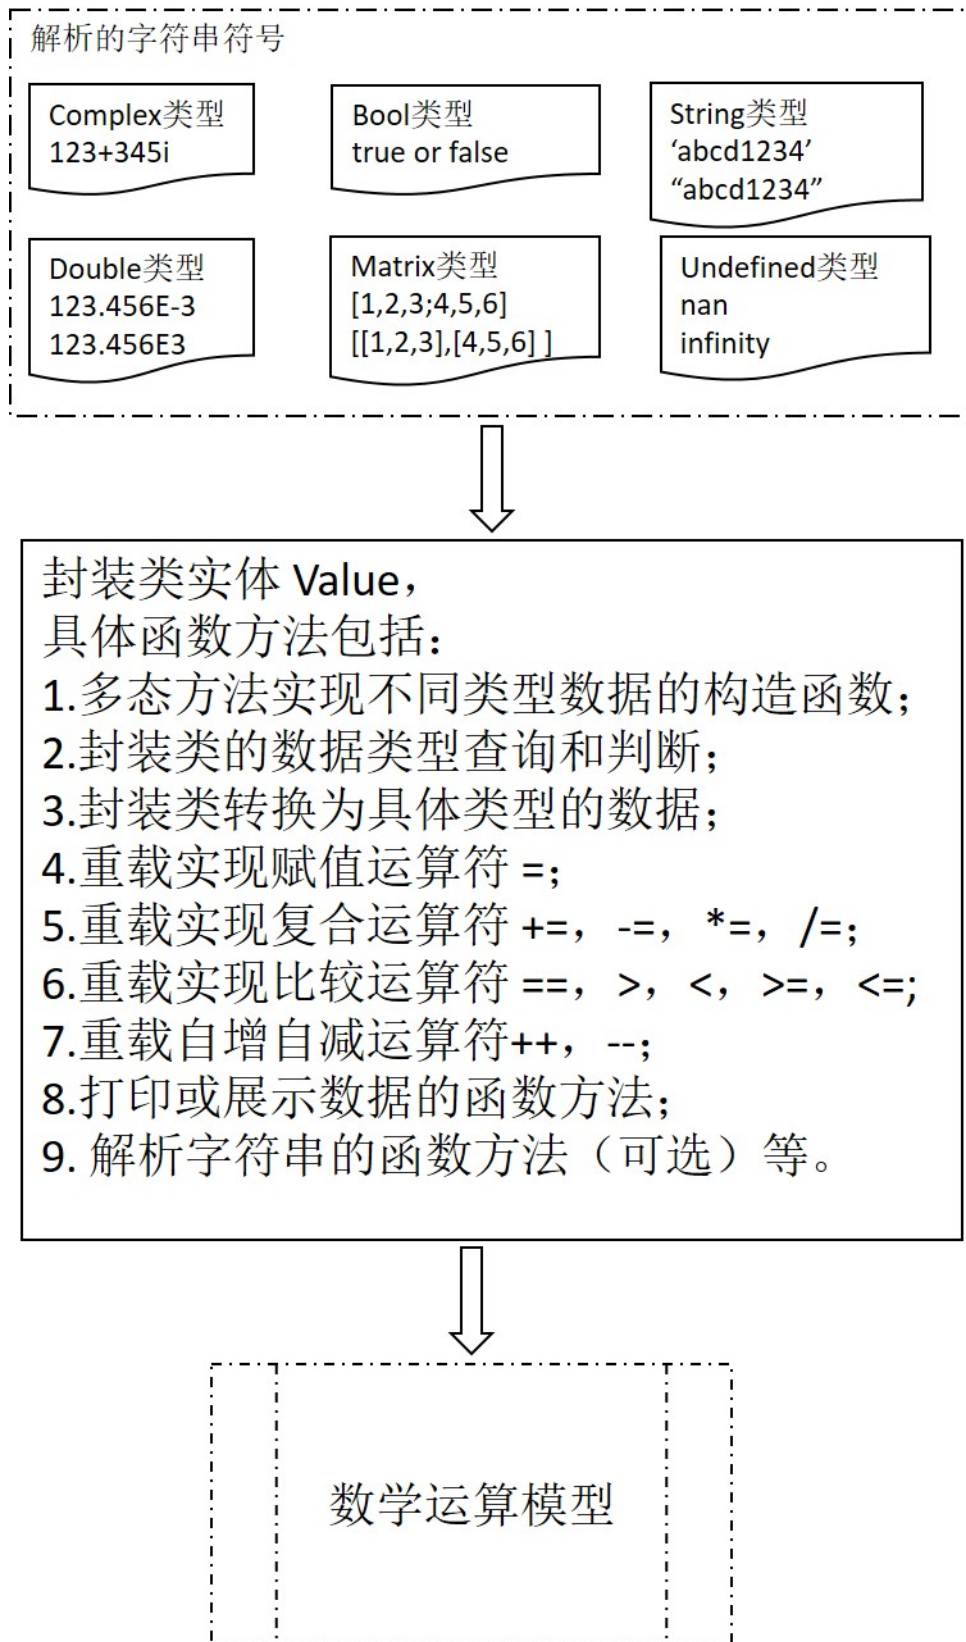 解析的字符串符号
Complex类型
123+345i
Bool类型
true or false
String类型
‘abcd1234’
“abcd1234”
Double类型
123.456E-3
123.456E3
Matrix类型
[1,2,3;4,5,6]
[[1,2,3],[4,5,6] ]
Undefined类型
nan
infinity
封装类实体 Value，
具体函数方法包括：
1.多态方法实现不同类型数据的构造函数；
2.封装类的数据类型查询和判断；
3.封装类转换为具体类型的数据；
4.重载实现赋值运算符 =；
5.重载实现复合运算符 +=，-=，*=，/=；
6.重载实现比较运算符 ==，>，<，>=，<=;
7.重载自增自减运算符++，--；
8.打印或展示数据的函数方法；
9. 解析字符串的函数方法（可选）等。
数学运算模型